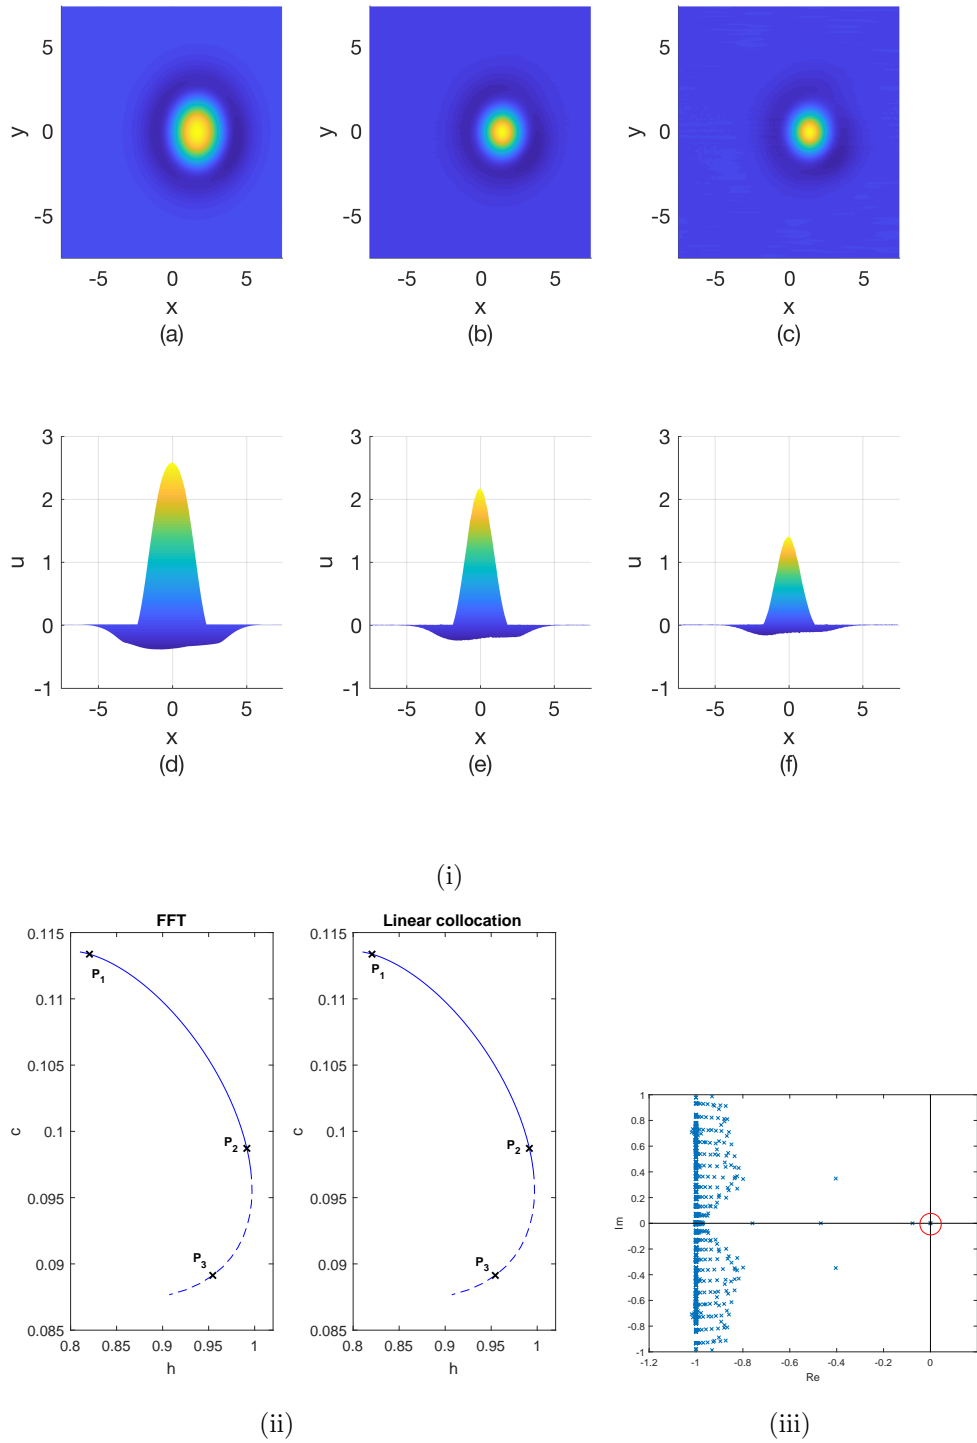 5
0
-5
y
-5 0 5
x
(a)
5
0
-5
y
-5 0 5
x
(b)
5
0
-5
y
-5 0 5
x
(c)
3
2
1
0
-1
u
-5 0 5
x
(d)
3
2
1
0
-1
u
-5 0 5
x
(e)
3
2
1
0
-1
u
-5 0 5
x
(f)
(i)
FFT
0.115
0.11
0.105
0.1
0.095
0.09
0.085
c
P1
P2
P3
0.8 0.85 0.9 0.95 1
h
Linear collocation
0.115
0.11
0.105
0.1
0.095
0.09
0.085
c
P1
P2
P3
0.8 0.85 0.9 0.95 1
h
(ii)
1
0.8
0.6
0.4
0.2
0
-0.2
-0.4
-0.6
-0.8
-1
Im
-1.2 -1 -0.8 -0.6 -0.4 -0.2 0
Re
(iii)